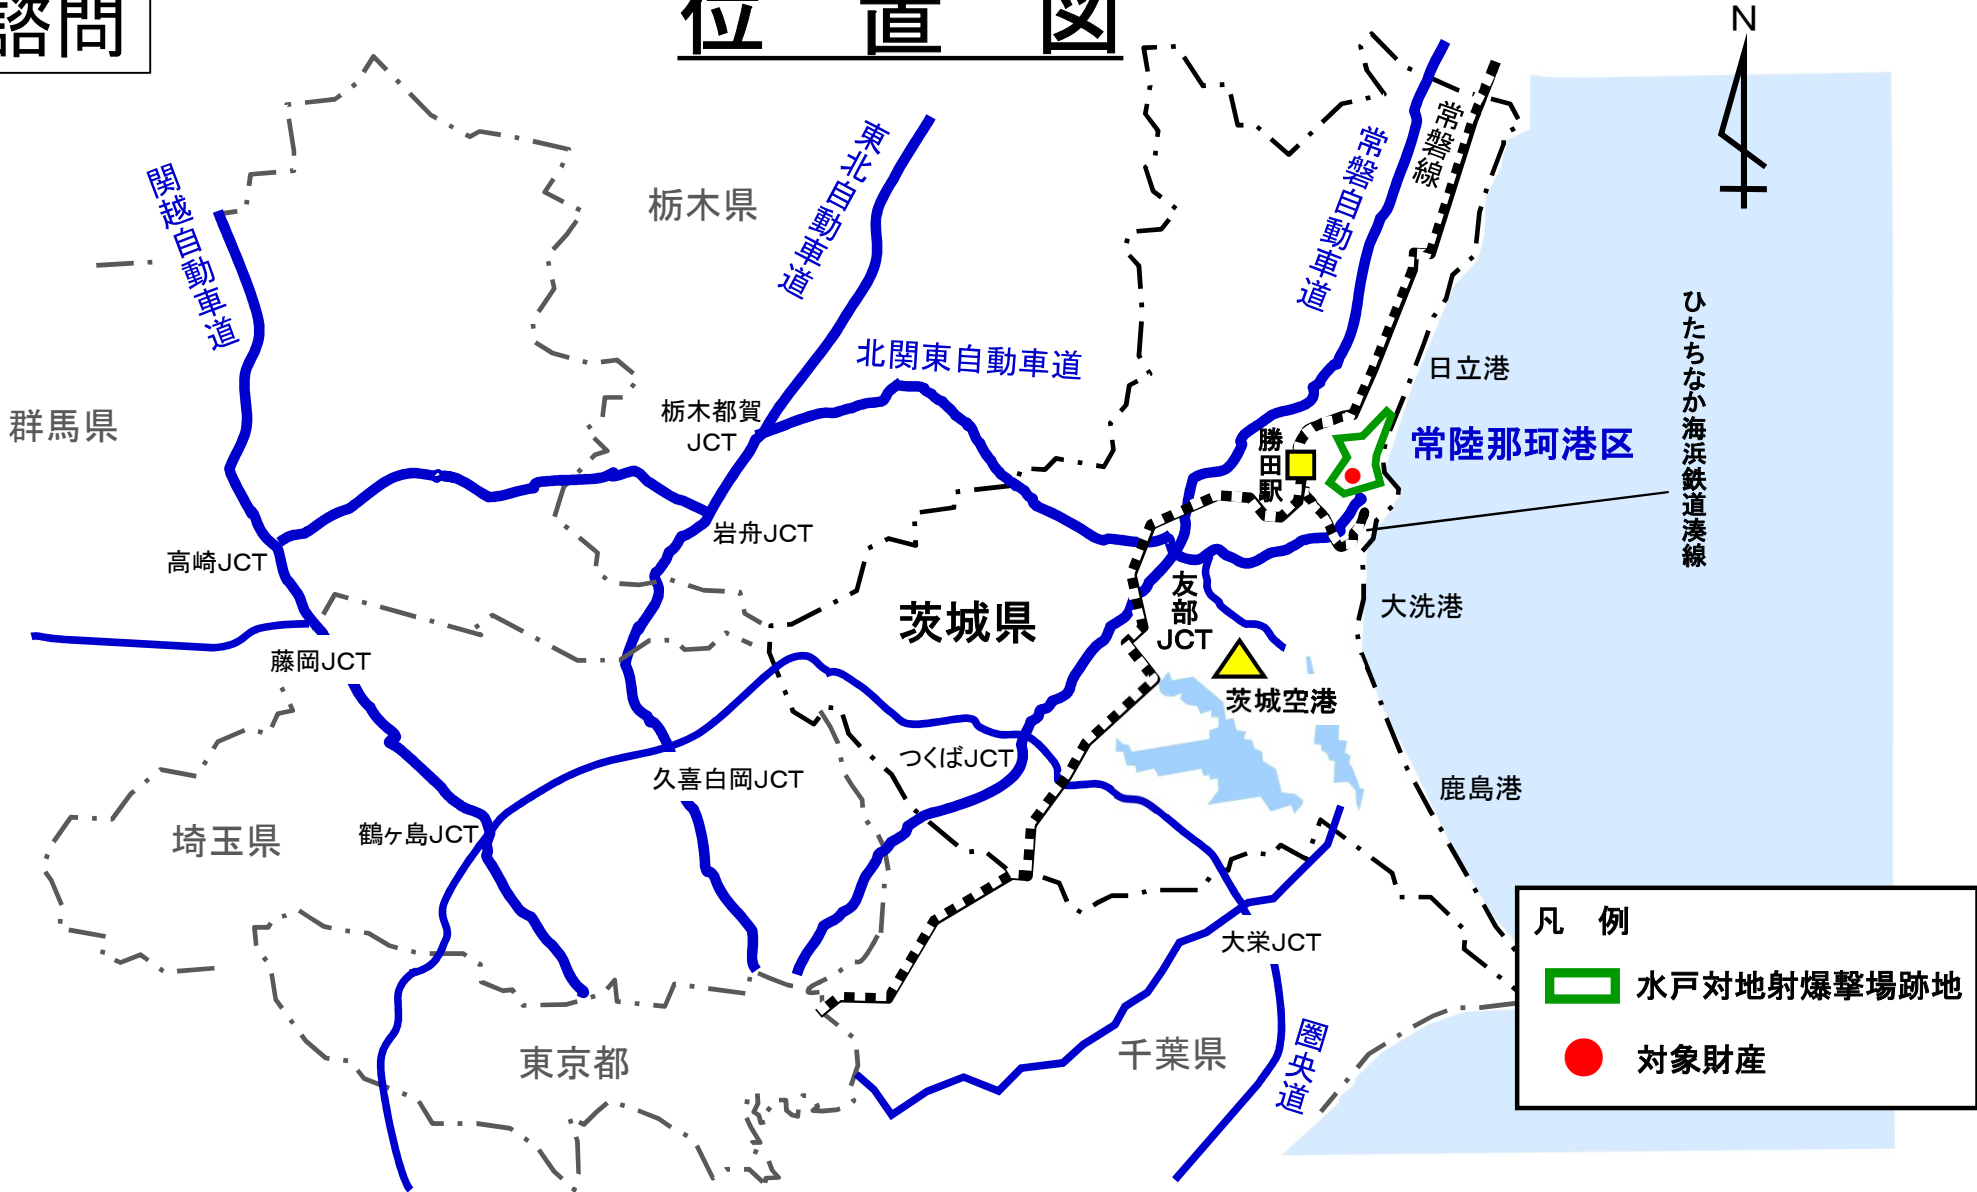 諮問
位　置　図
N
関越自動車道
栃木県
東北自動車道
常磐自動車道
常磐線
北関東自動車道
日立港
ひたちなか海浜鉄道湊線
群馬県
栃木都賀
JCT
勝田駅
常陸那珂港区
岩舟JCT
高崎JCT
茨城県
友部
JCT
大洗港
藤岡JCT
茨城空港
つくばJCT
久喜白岡JCT
鹿島港
埼玉県
鶴ヶ島JCT
大栄JCT
東京都
千葉県
圏央道
凡　例
水戸対地射爆撃場跡地
対象財産